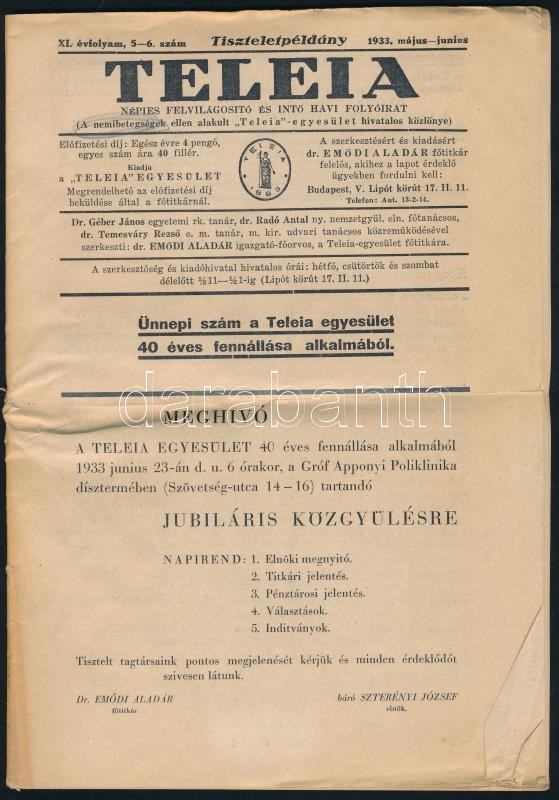 XI. évfolyam, 5—6. szám Tiszteletpéldány 1933. május—junius
TELEIA
NÉPIES FELVILÁGOSITÓ ÉS INTŐ HAVI FOLYÓIRAT
(A nemibetegségek ellen alakult „Teleia"-egyesület hivatalos közlönye)
Előfizetési díj: Egész évre 4 pengő,
egyes szám ára 40 fillér.
Kiadja
a „TELEIA" EGYESÜLET
Megrendelhető az előfizetési díj
beküldése által a főtitkárnál.
TELEIA
1893
A szerkesztésért és kiadásért
dr. EMŐDI ALADÁR főtitkár
felelős, akihez a lapot érdeklő
ügyekben fordulni kell:
Budapest, V. Lipót körút 17. II. 11.
Telefon: Aut. 13-2-14.
Dr. Géber János egyetemi rk. tanár, dr. Radó Antal ny. nemzetgyül. eln. főtanácsos,
dr. Temesváry Rezső e. m. tanár, m. kir. udvari tanácsos közreműködésével
szerkeszti: dr. EMŐDI ALADÁR igazgató-főorvos, a Teleia-egyesület főtitkára.
A szerkesztőség és kiadóhivatal hivatalos órái: hétfő, csütörtök és szombat
délelőtt ½11—½1-ig (Lipót körút 17. II. 11.)
Ünnepi szám a Teleia egyesület
40 éves fennállása alkalmából.
darabanth
MEGHIVÓ
A TELEIA EGYESÜLET 40 éves fennállása alkalmából
1933 junius 23-án d. u. 6 órakor, a Gróf Apponyi Poliklinika
dísztermében (Szövetség-utca 14–16) tartandó
JUBILÁRIS KÖZGYÜLÉSRE
NAPIREND: 1. Elnöki megnyitó.
2. Titkári jelentés.
3. Pénztárosi jelentés.
4. Választások.
5. Inditványok.
Tisztelt tagtársaink pontos megjelenését kérjük és minden érdeklődőt
szivesen látunk.
Dr. EMŐDI ALADÁR báró SZTERÉNYI JÓZSEF
főtitkár elnök.